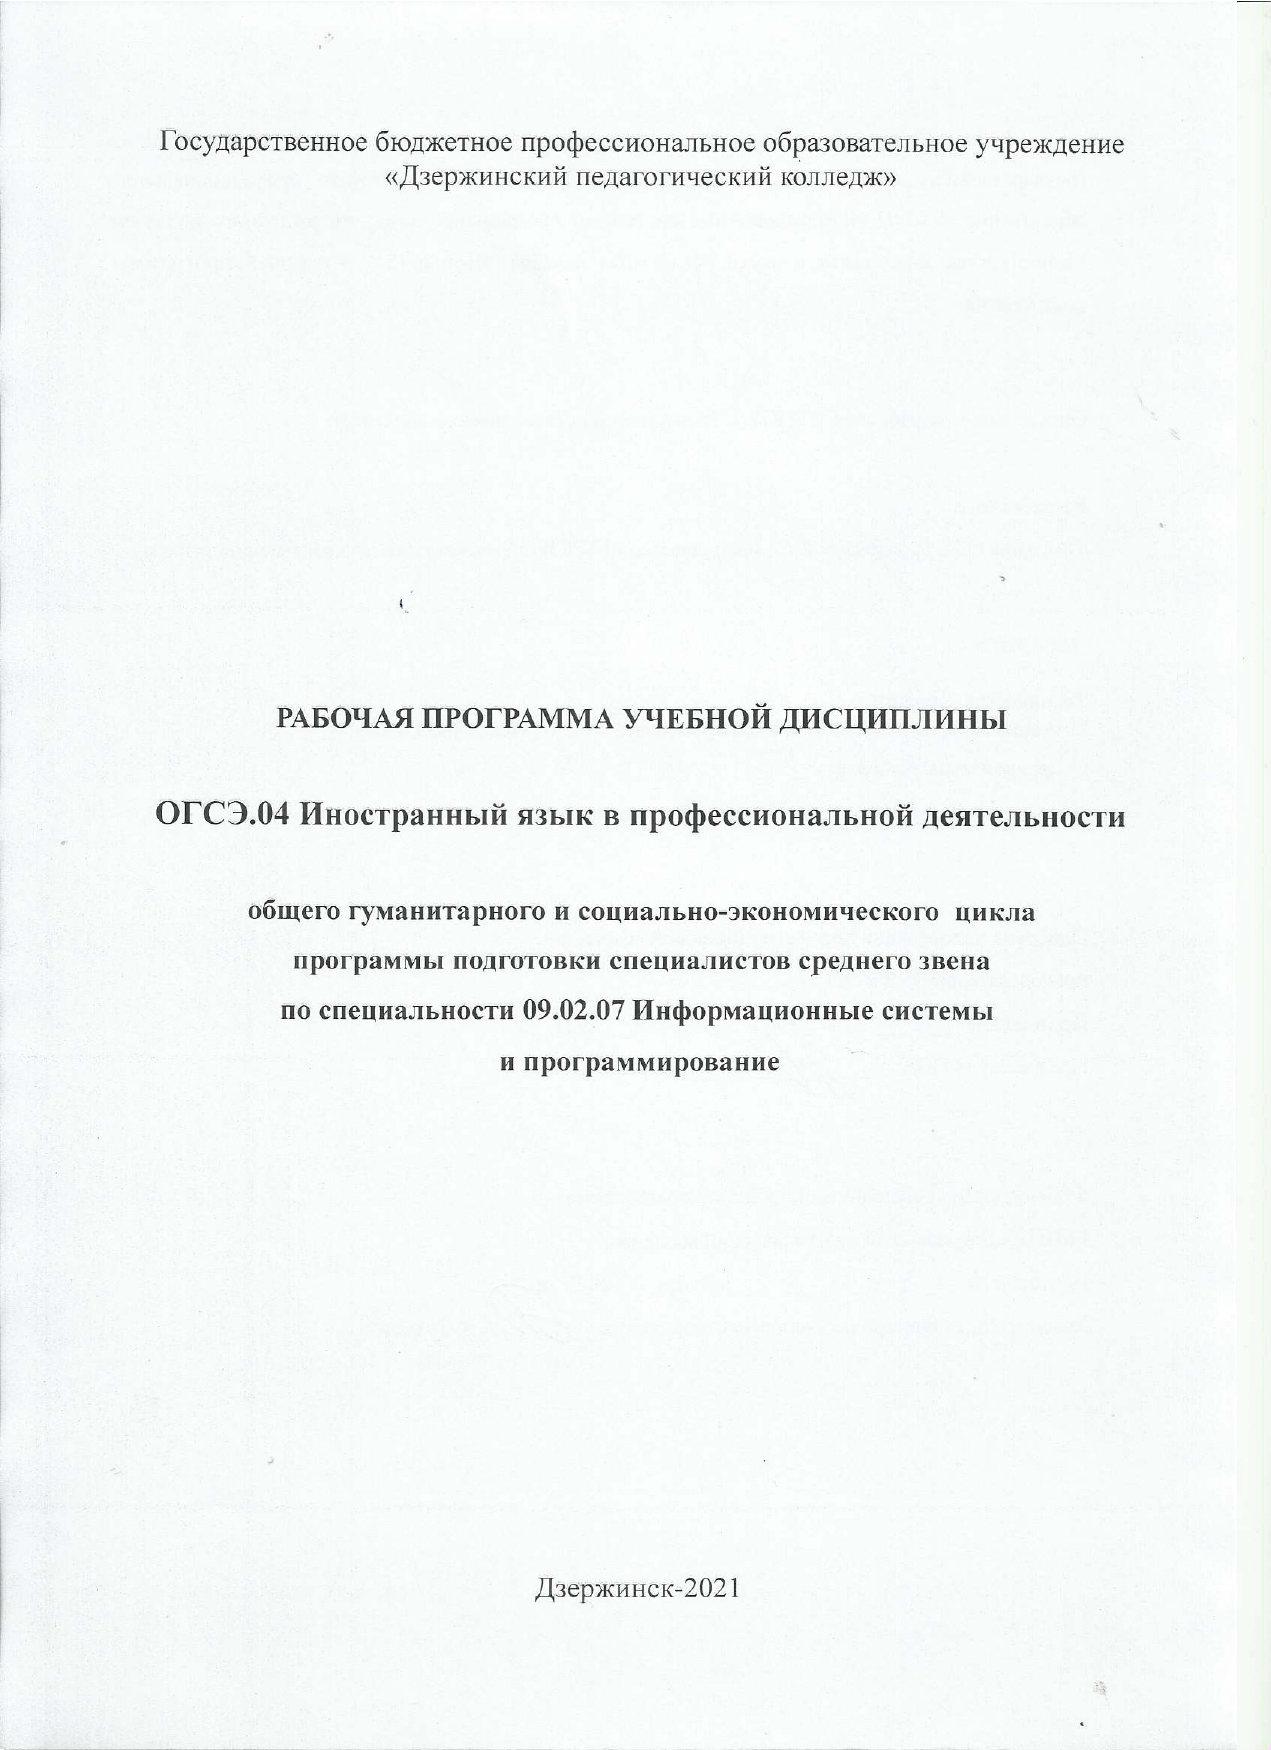 Государственное бюджетное профессиональное образовательное учреждение
«Дзержинский педагогический колледж»
РАБОЧАЯ ПРОГРАММА УЧЕБНОЙ ДИСЦИПЛИНЫ
ОГСЭ.04 Иностранный язык в профессиональной деятельности
общего гуманитарного и социально-экономического цикла
программы подготовки специалистов среднего звена
по специальности 09.02.07 Информационные системы
и программирование
Дзержинск-2021